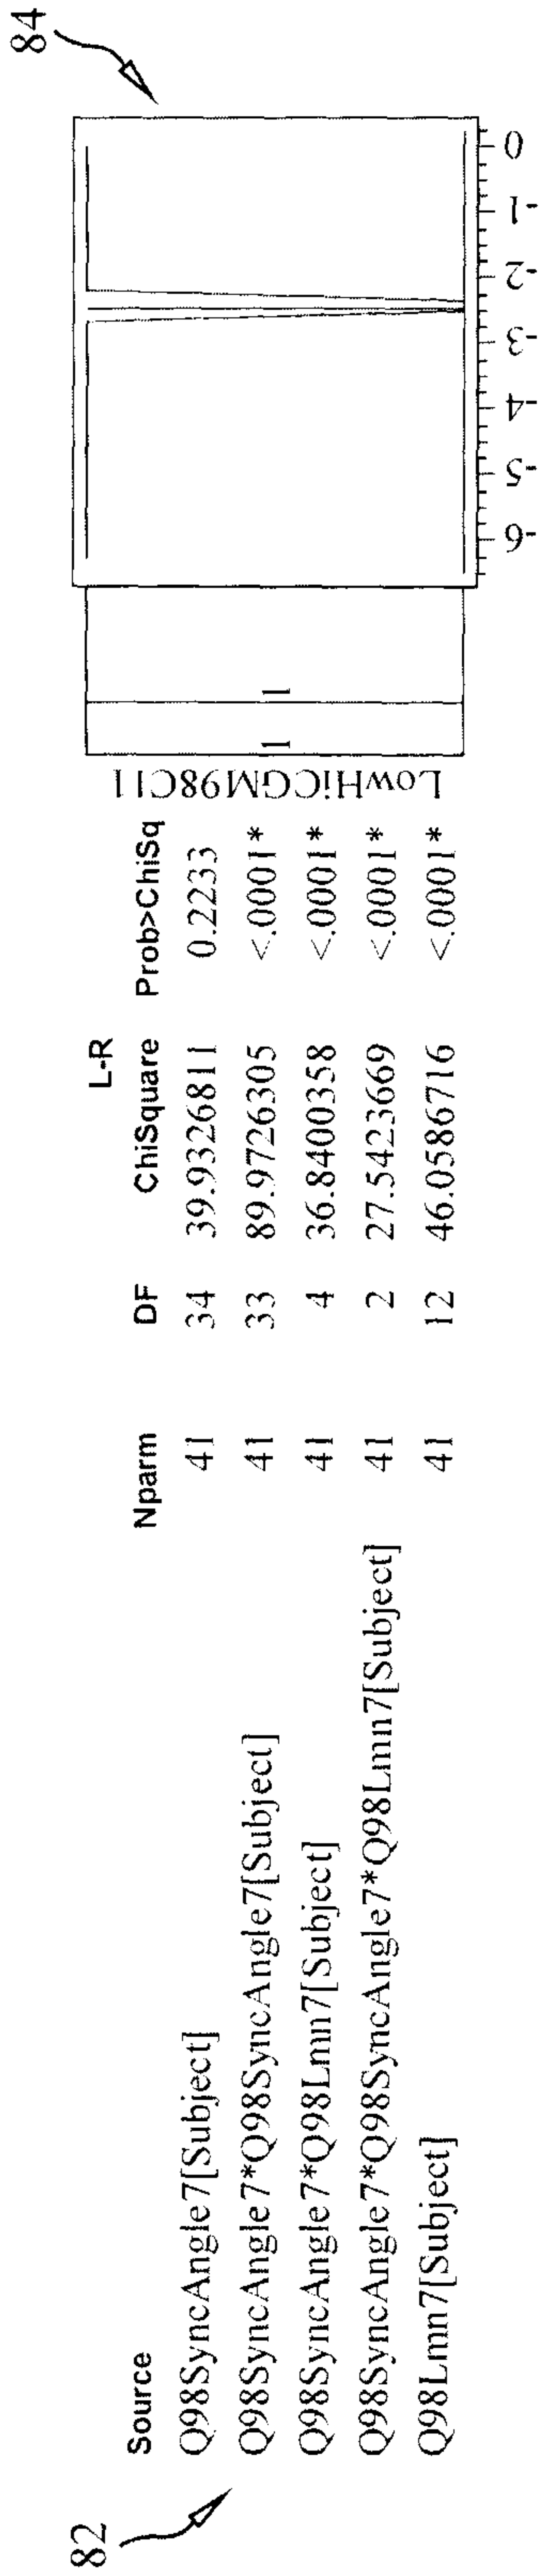 82
Source Nparm DF L-R ChiSquare Prob>ChiSq
Q98SyncAngle7[Subject] 41 34 39.9326811 0.2233
Q98SyncAngle7*Q98SyncAngle7[Subject] 41 33 89.9726305 <.0001*
Q98SyncAngle7*Q98Lmn7[Subject] 41 4 36.8400358 <.0001*
Q98SyncAngle7*Q98SyncAngle7*Q98Lmn7[Subject] 41 2 27.5423669 <.0001*
Q98Lmn7[Subject] 41 12 46.0586716 <.0001*
84
LowHiCGM98C11
1
1
-6 -5 -4 -3 -2 -1 0